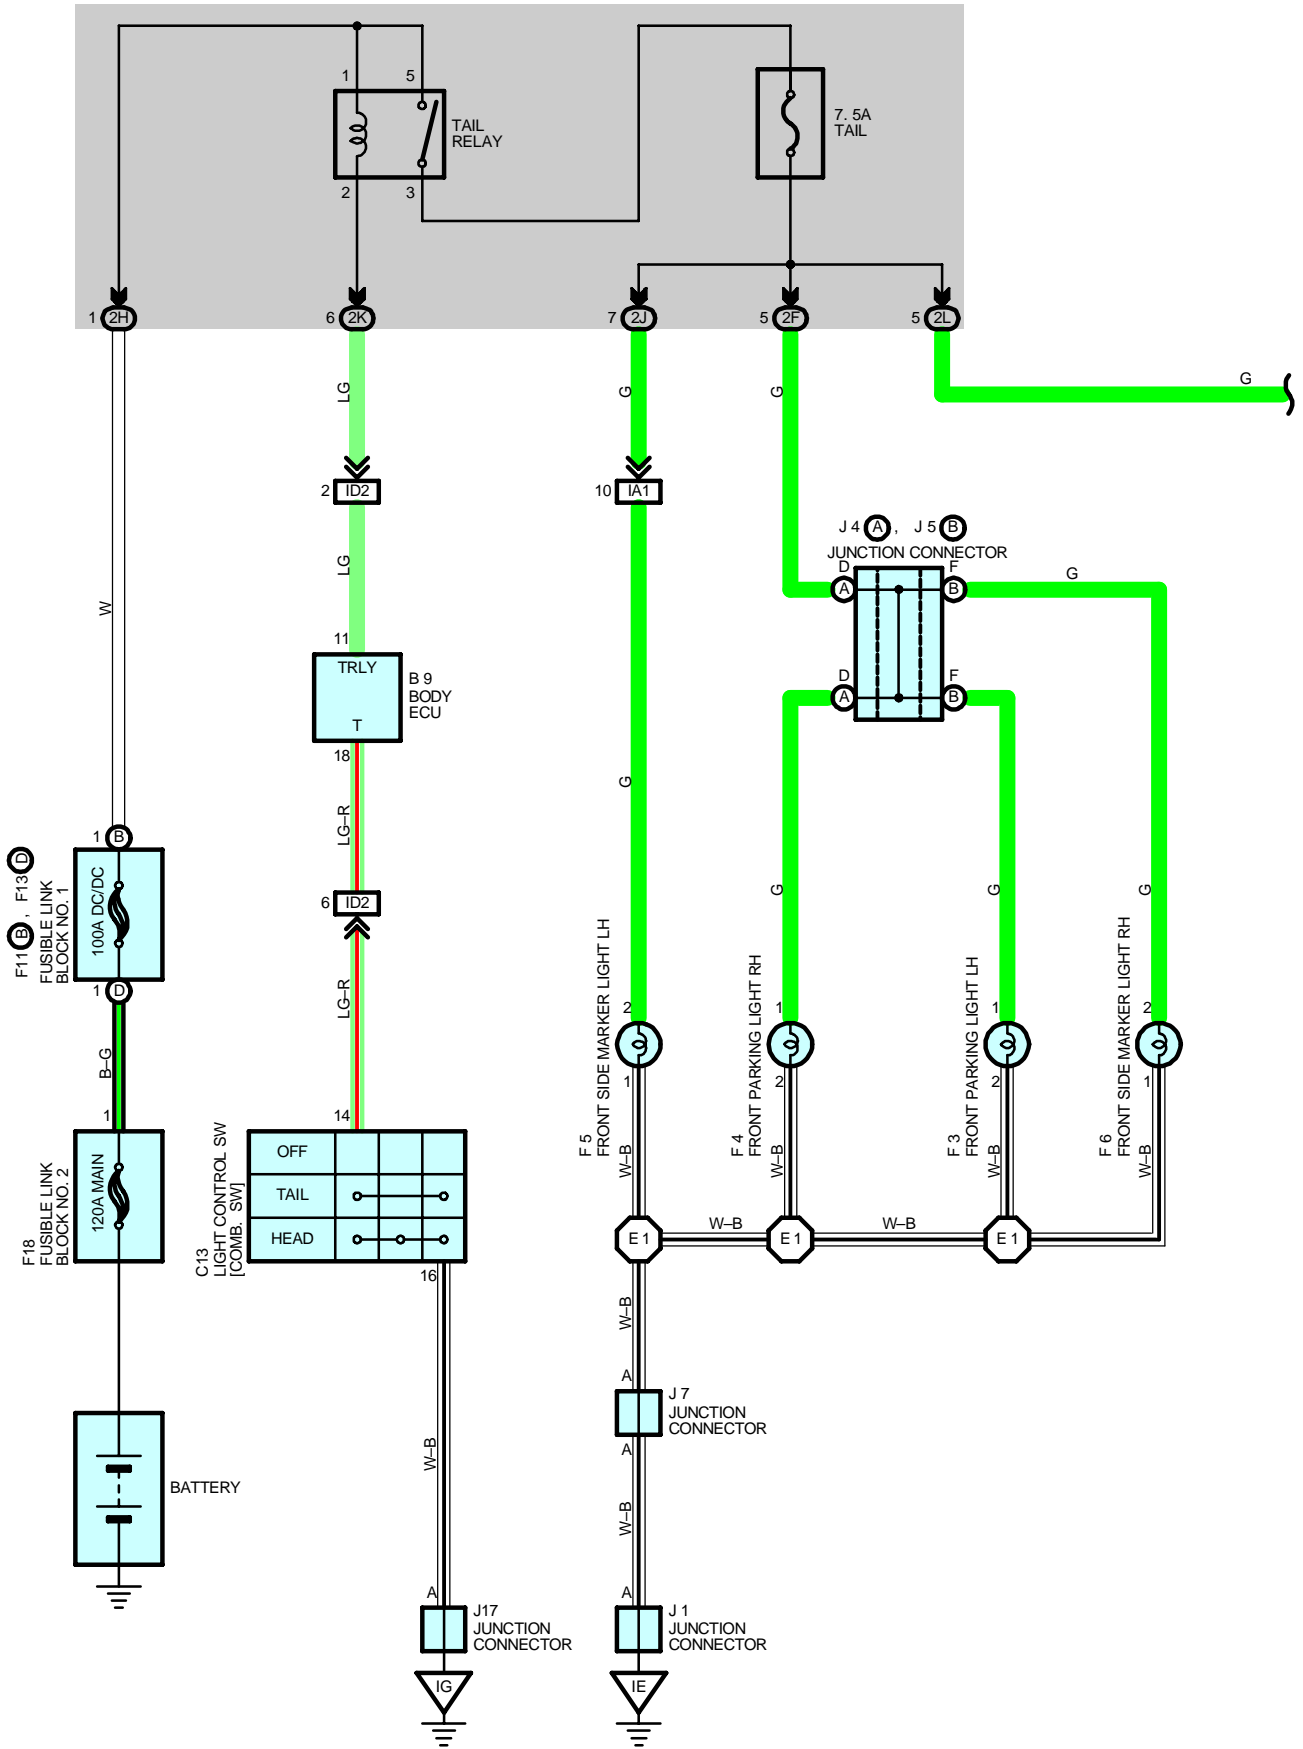 1
5
TAIL
RELAY
2
3
7. 5A
TAIL
1 2H
6 2K
7 2J
5 2F
5 2L
LG
G
G
G
2 ID2
10 IA1
J 4 A , J 5 B
JUNCTION CONNECTOR
D
A
F
B
G
D
A
F
B
W
LG
11
TRLY
T
B 9
BODY
ECU
18
LG–R
G
6 ID2
LG–R
1 B
F11 B , F13 D
FUSIBLE LINK
BLOCK NO. 1
100A DC/DC
1 D
B–G
1
F18
FUSIBLE LINK
BLOCK NO. 2
120A MAIN
BATTERY
14
C13
LIGHT CONTROL SW
[COMB. SW]
OFF
TAIL
HEAD
16
W–B
A
J17
JUNCTION
CONNECTOR
IG
G
G
G
F 5
FRONT SIDE MARKER LIGHT LH
2
1
W–B
F 4
FRONT PARKING LIGHT RH
1
2
W–B
F 3
FRONT PARKING LIGHT LH
1
2
W–B
F 6
FRONT SIDE MARKER LIGHT RH
2
1
W–B
E 1
W–B
E 1
W–B
E 1
W–B
A
J 7
JUNCTION
CONNECTOR
A
W–B
A
J 1
JUNCTION
CONNECTOR
IE